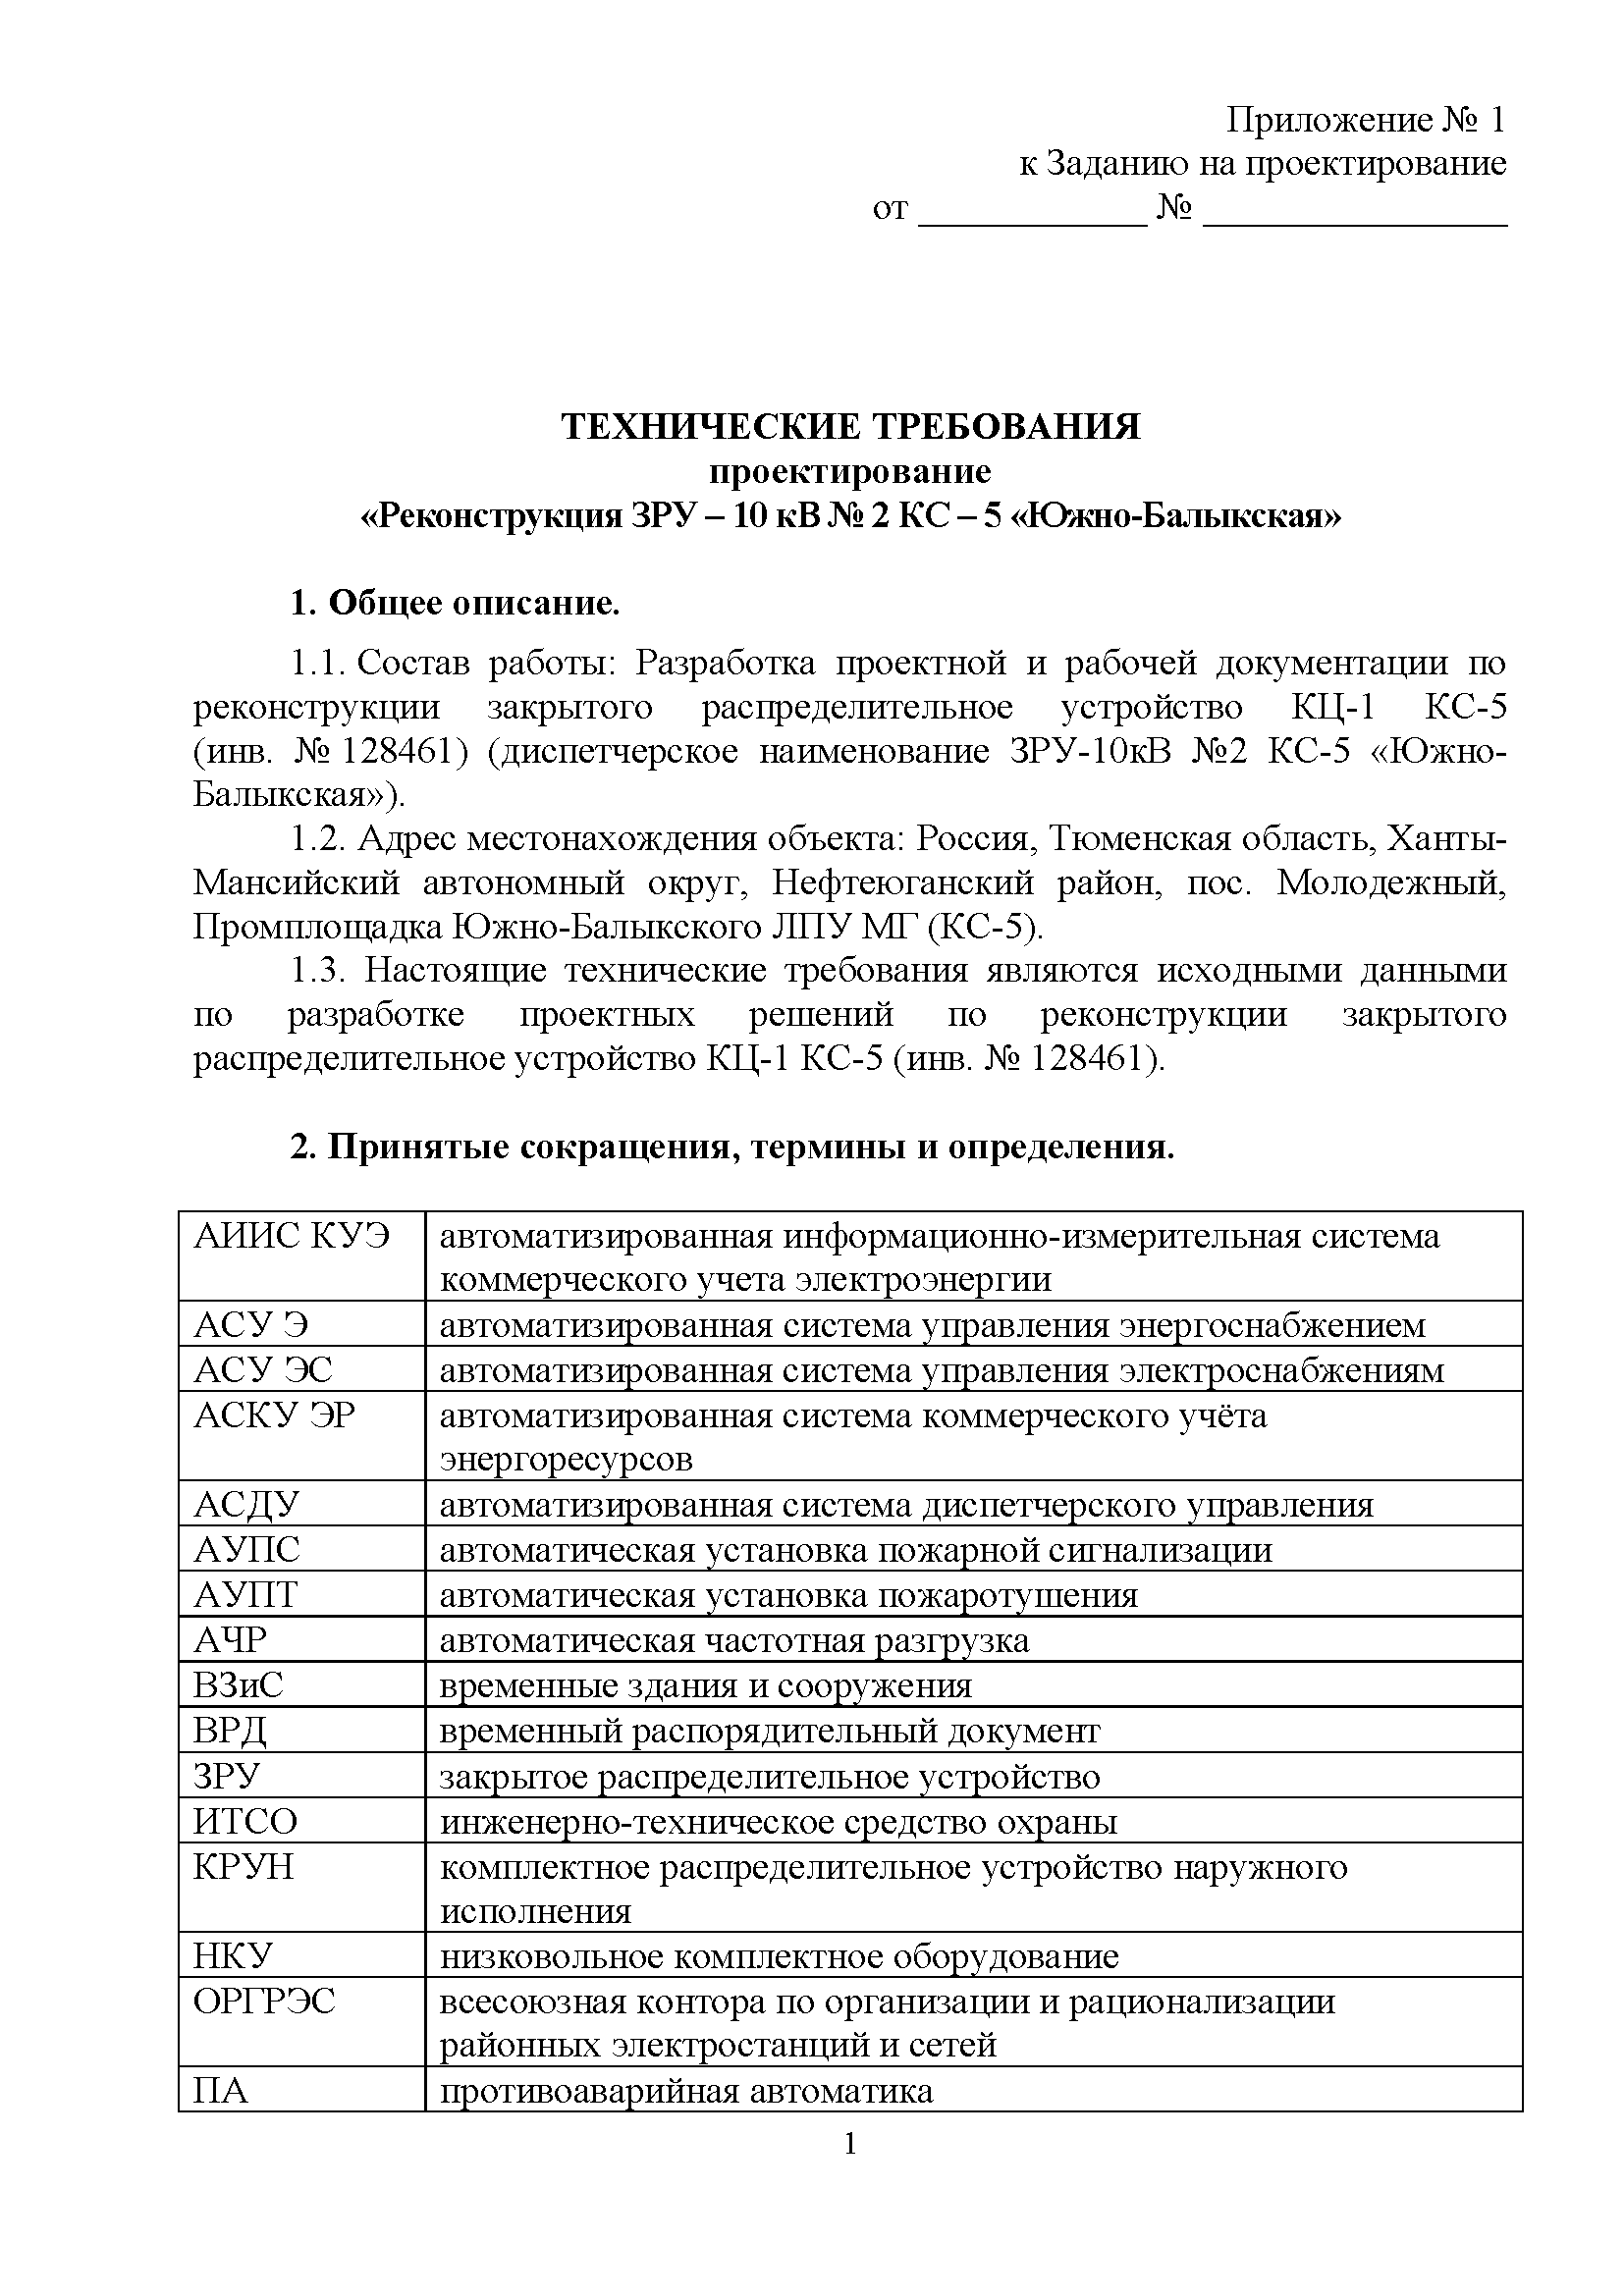 Приложение № 1
к Заданию на проектирование
от ____________ № ________________
ТЕХНИЧЕСКИЕ ТРЕБОВАНИЯ
проектирование
«Реконструкция ЗРУ – 10 кВ № 2 КС – 5 «Южно-Балыкская»
1. Общее описание.
1.1. Состав работы: Разработка проектной и рабочей документации по
реконструкции закрытого распределительное устройство КЦ-1 КС-5
(инв. № 128461) (диспетчерское наименование ЗРУ-10кВ №2 КС-5 «Южно-
Балыкская»).
1.2. Адрес местонахождения объекта: Россия, Тюменская область, Ханты-
Мансийский автономный округ, Нефтеюганский район, пос. Молодежный,
Промплощадка Южно-Балыкского ЛПУ МГ (КС-5).
1.3. Настоящие технические требования являются исходными данными
по разработке проектных решений по реконструкции закрытого
распределительное устройство КЦ-1 КС-5 (инв. № 128461).
2. Принятые сокращения, термины и определения.
АИИС КУЭ автоматизированная информационно-измерительная система
коммерческого учета электроэнергии
АСУ Э автоматизированная система управления энергоснабжением
АСУ ЭС автоматизированная система управления электроснабжениям
АСКУ ЭР автоматизированная система коммерческого учёта
энергоресурсов
АСДУ автоматизированная система диспетчерского управления
АУПС автоматическая установка пожарной сигнализации
АУПТ автоматическая установка пожаротушения
АЧР автоматическая частотная разгрузка
ВЗиС временные здания и сооружения
ВРД временный распорядительный документ
ЗРУ закрытое распределительное устройство
ИТСО инженерно-техническое средство охраны
КРУН комплектное распределительное устройство наружного
исполнения
НКУ низковольное комплектное оборудование
ОРГРЭС всесоюзная контора по организации и рационализации
районных электростанций и сетей
ПА противоаварийная автоматика
1